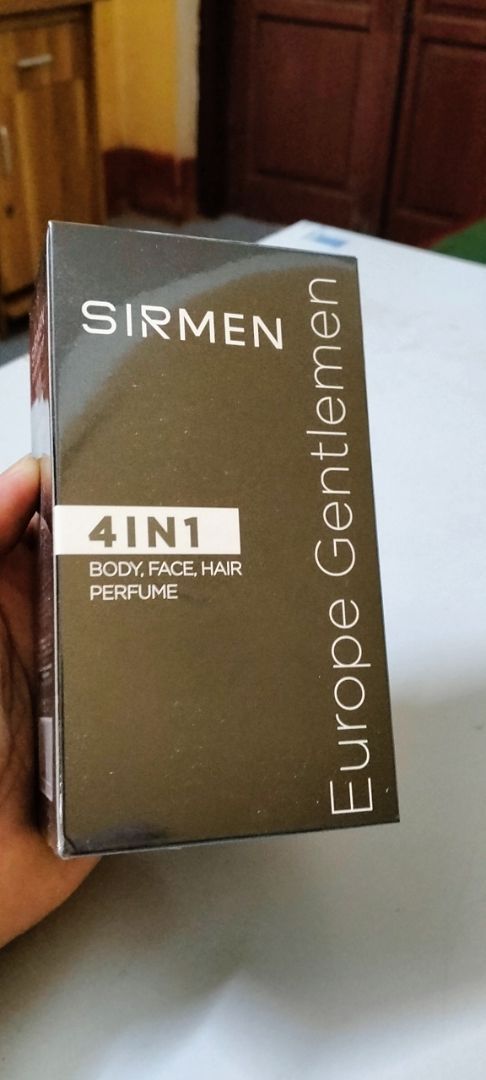 SIRMEN
4IN1
BODY, FACE, HAIR
PERFUME
Europe Gentlemen